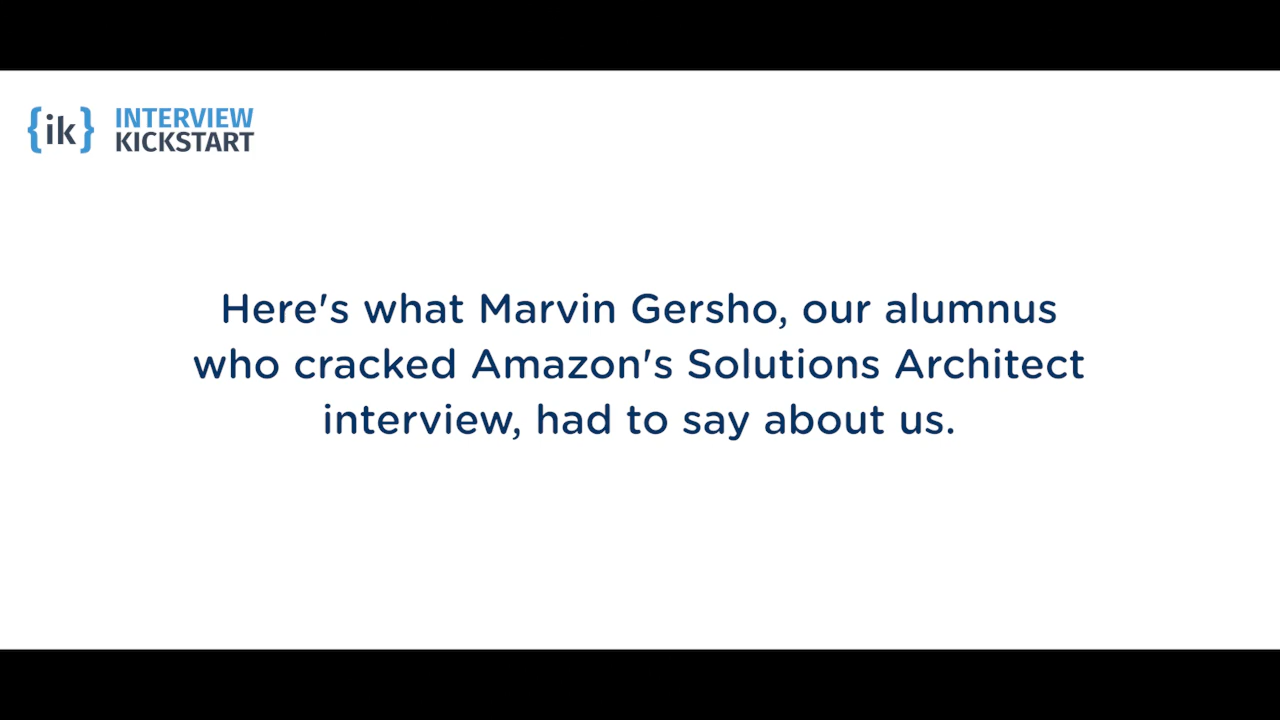 {ik} INTERVIEW
KICKSTART
Here's what Marvin Gersho, our alumnus
who cracked Amazon's Solutions Architect
interview, had to say about us.